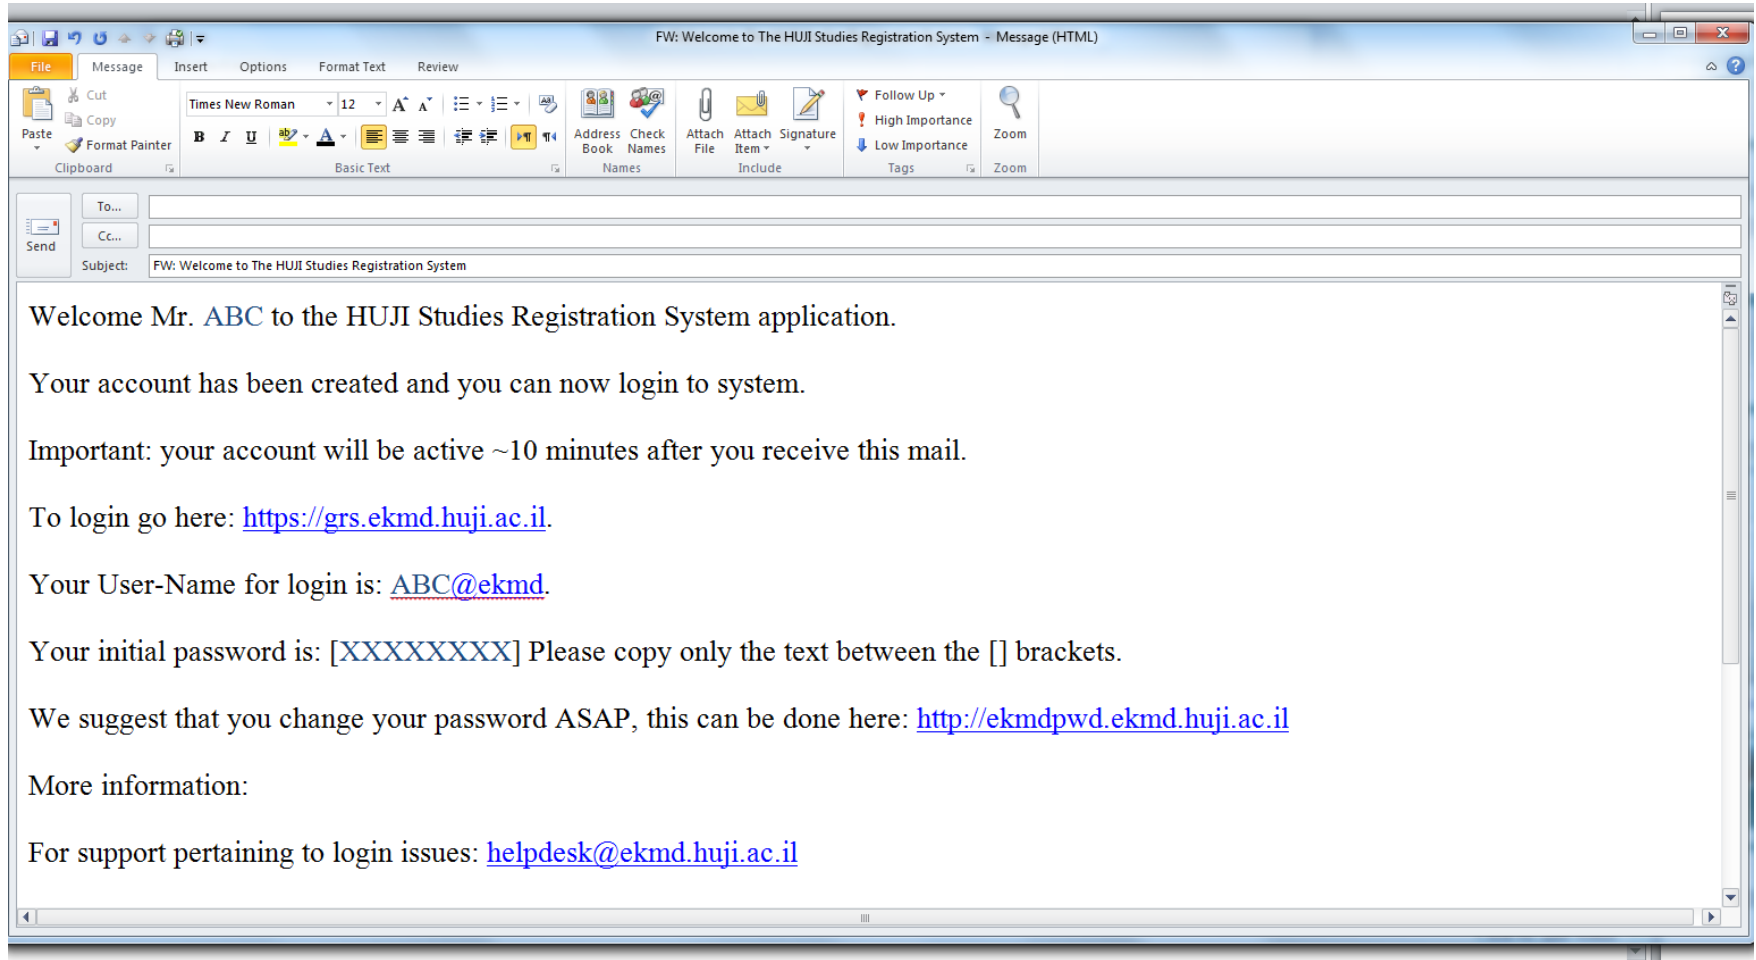 FW: Welcome to The HUJI Studies Registration System - Message (HTML)
File Message Insert Options Format Text Review
Paste
Cut
Copy
Format Painter
Clipboard
Times New Roman 12
B I U
Basic Text
Address Book
Check Names
Names
Attach File
Attach Item
Signature
Include
Follow Up
High Importance
Low Importance
Tags
Zoom
Zoom
Send
To...
Cc...
Subject: FW: Welcome to The HUJI Studies Registration System
Welcome Mr. ABC to the HUJI Studies Registration System application.
Your account has been created and you can now login to system.
Important: your account will be active ~10 minutes after you receive this mail.
To login go here: https://grs.ekmd.huji.ac.il.
Your User-Name for login is: ABC@ekmd.
Your initial password is: [XXXXXXXX] Please copy only the text between the [] brackets.
We suggest that you change your password ASAP, this can be done here: http://ekmdpwd.ekmd.huji.ac.il
More information:
For support pertaining to login issues: helpdesk@ekmd.huji.ac.il